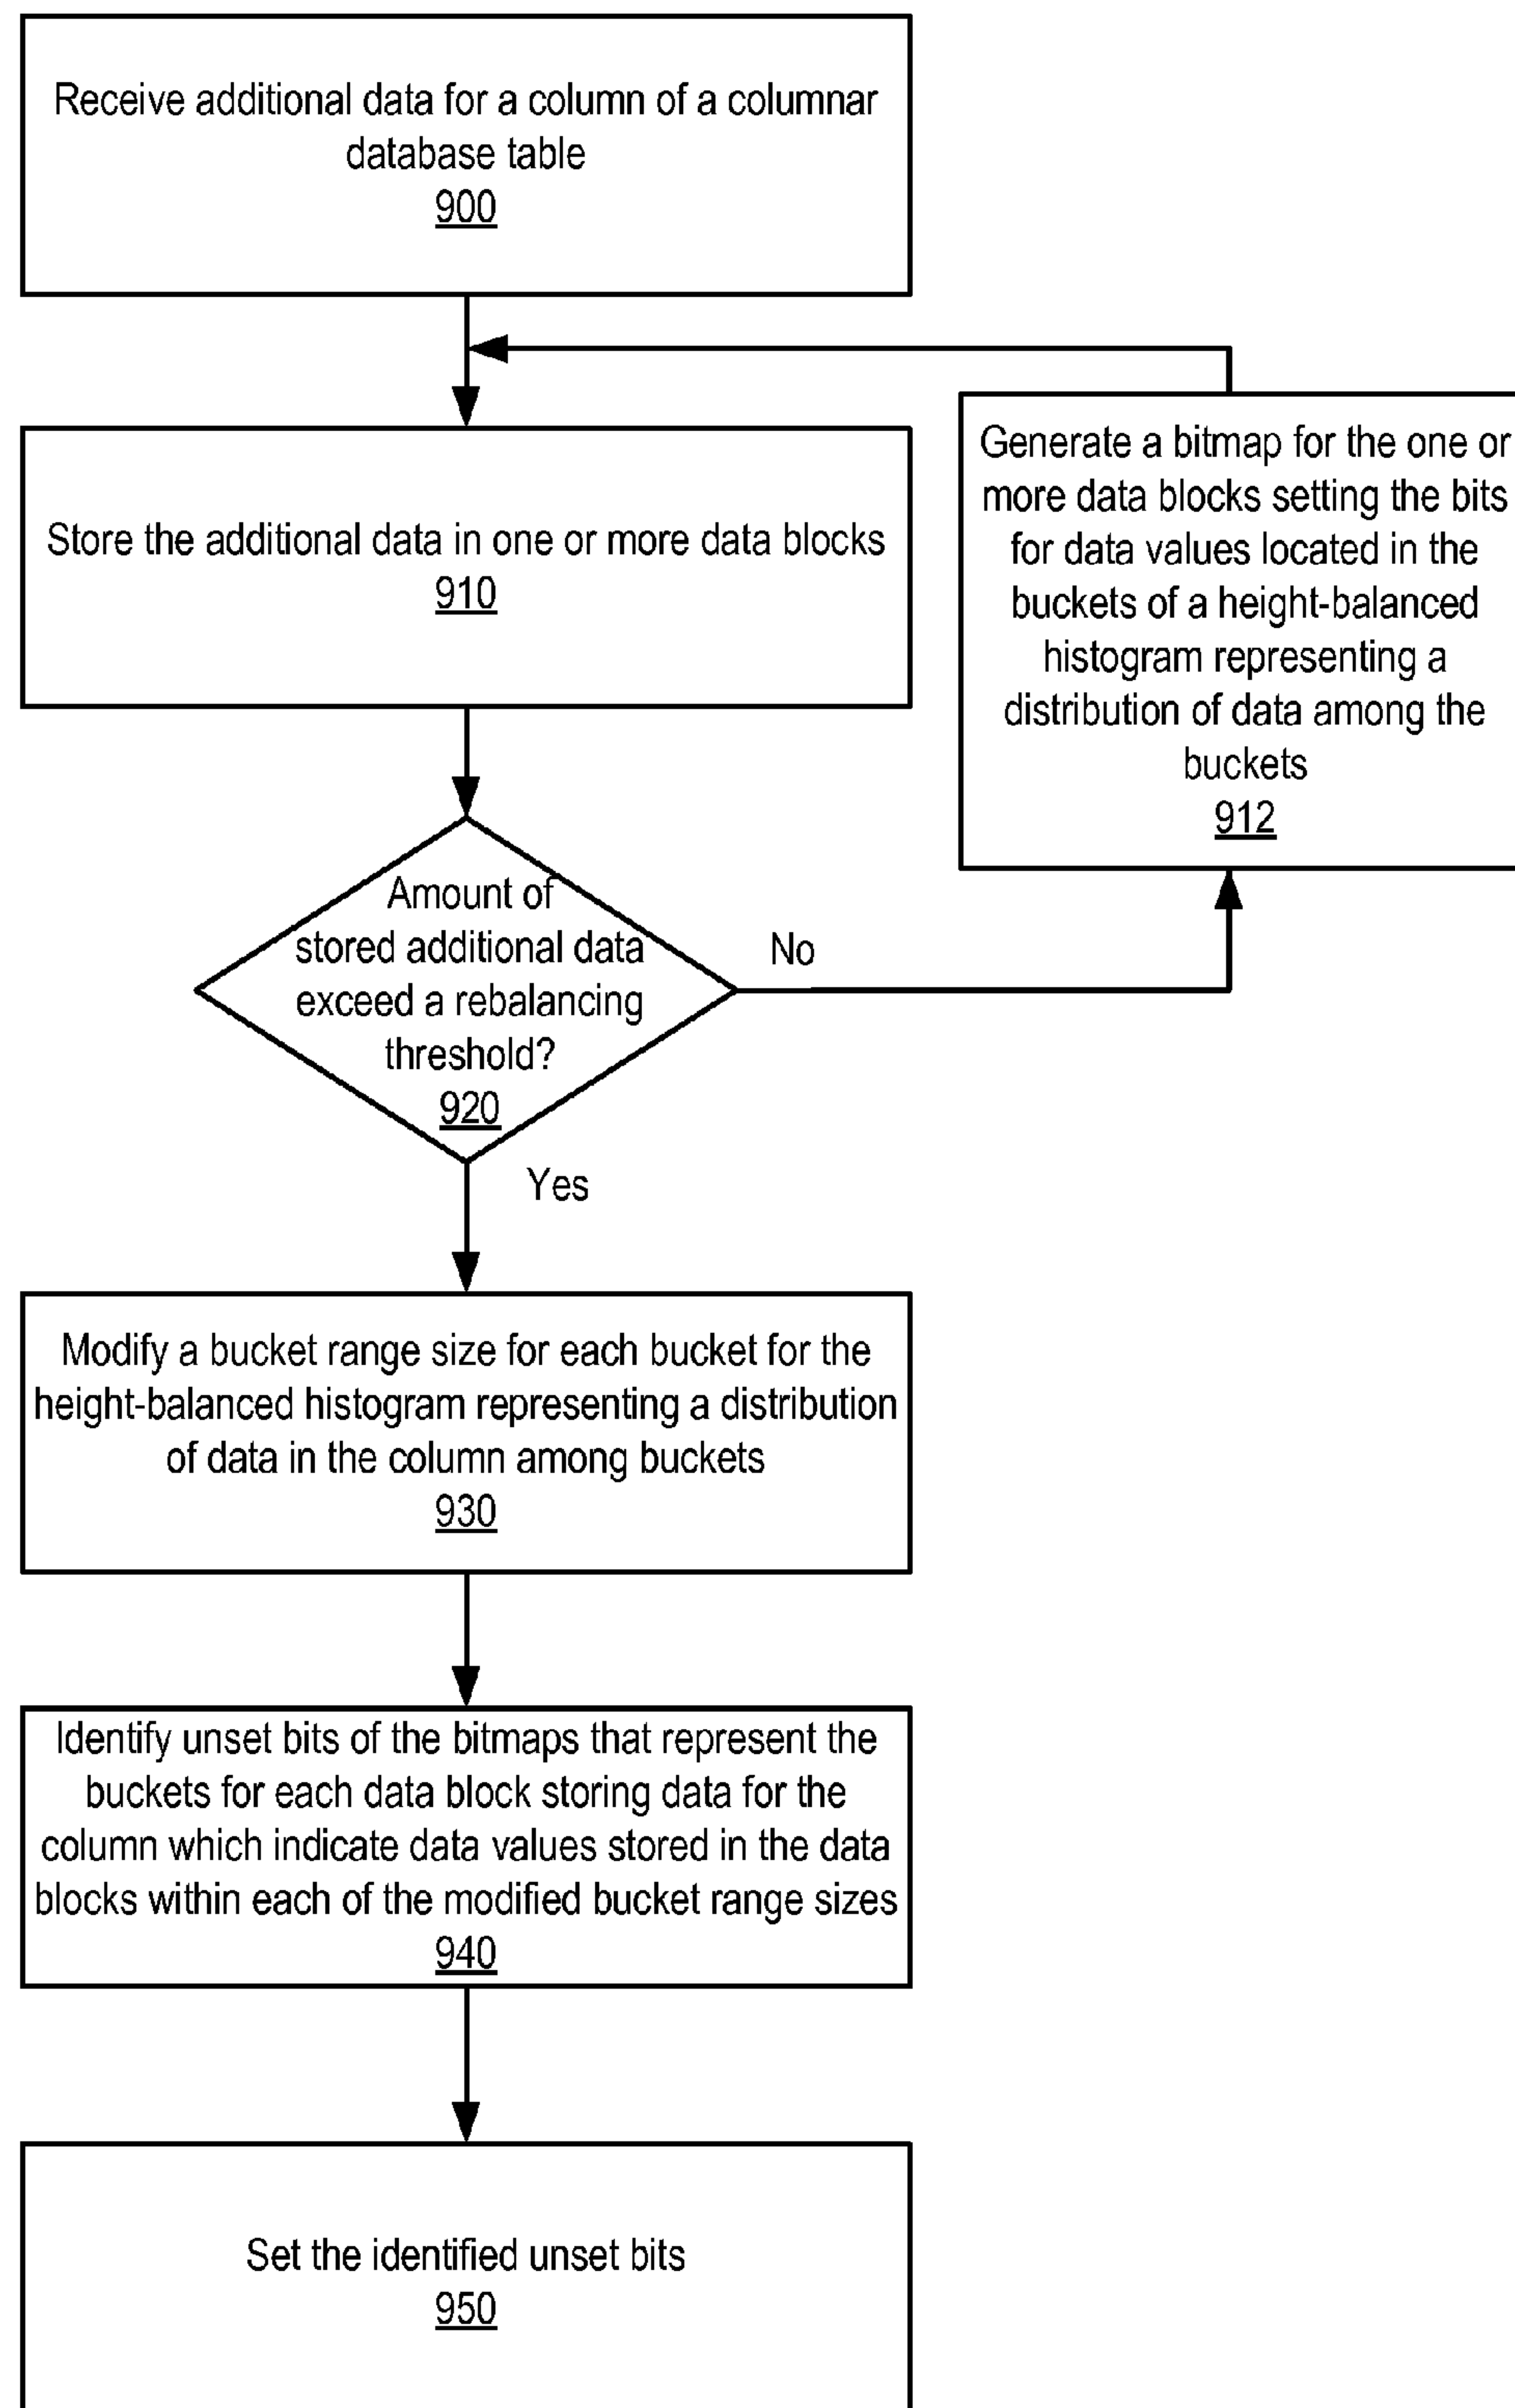 Receive additional data for a column of a columnar
database table
900
Store the additional data in one or more data blocks
910
Generate a bitmap for the one or
more data blocks setting the bits
for data values located in the
buckets of a height-balanced
histogram representing a
distribution of data among the
buckets
912
Amount of
stored additional data
exceed a rebalancing
threshold?
920
No
Yes
Modify a bucket range size for each bucket for the
height-balanced histogram representing a distribution
of data in the column among buckets
930
Identify unset bits of the bitmaps that represent the
buckets for each data block storing data for the
column which indicate data values stored in the data
blocks within each of the modified bucket range sizes
940
Set the identified unset bits
950